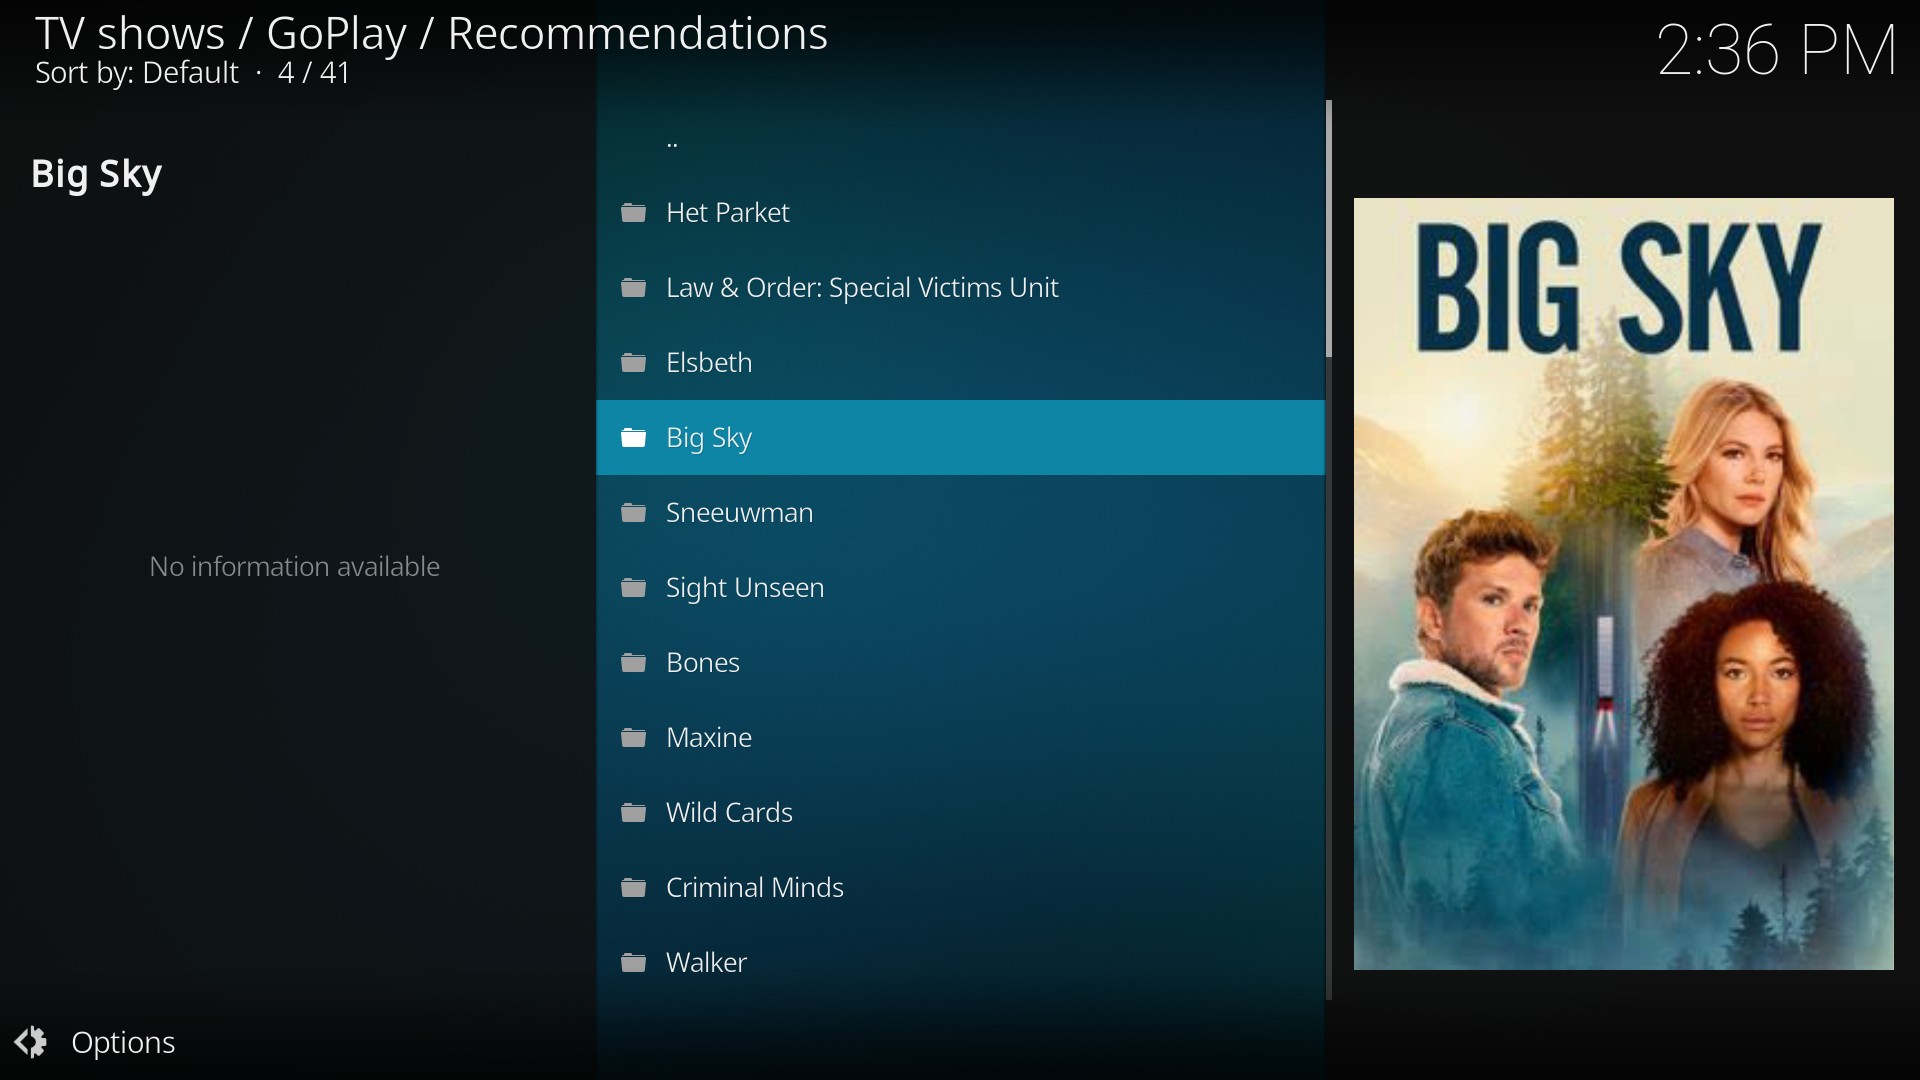 TV shows / GoPlay / Recommendations
Sort by: Default · 4 / 41
2:36 PM
Big Sky
No information available
..
Het Parket
Law & Order: Special Victims Unit
Elsbeth
Big Sky
Sneeuwman
Sight Unseen
Bones
Maxine
Wild Cards
Criminal Minds
Walker
BIG SKY
Options